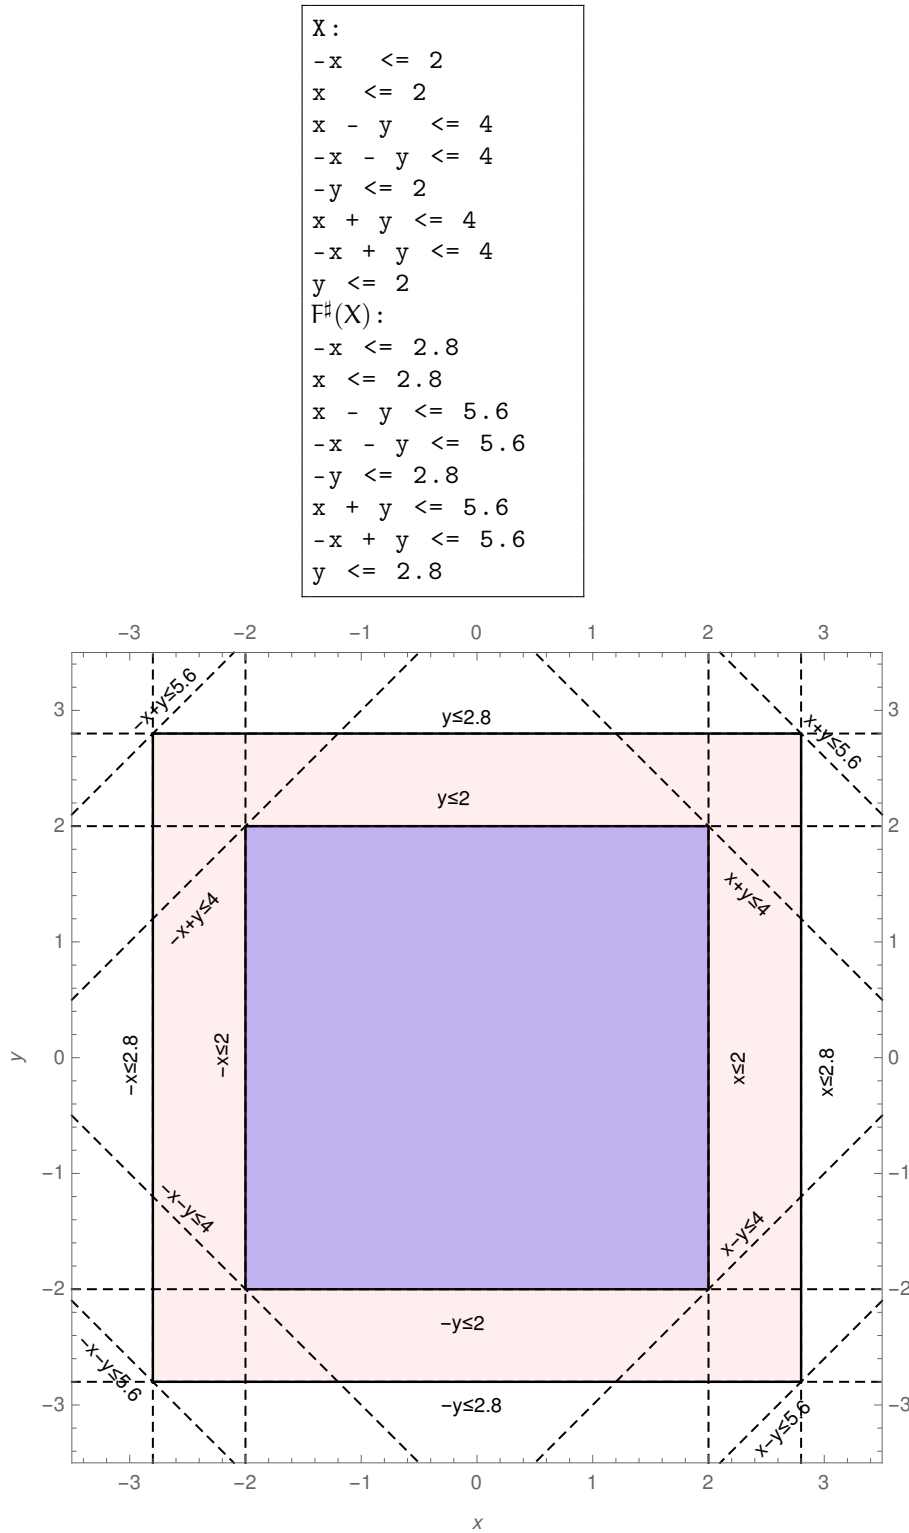 X:
-x <= 2
x <= 2
x - y <= 4
-x - y <= 4
-y <= 2
x + y <= 4
-x + y <= 4
y <= 2
F♯(X):
-x <= 2.8
x <= 2.8
x - y <= 5.6
-x - y <= 5.6
-y <= 2.8
x + y <= 5.6
-x + y <= 5.6
y <= 2.8
−3 −2 −1 0 1 2 3
−x+y≤5.6
3 3
y≤2.8
x+y≤5.6
y≤2
2 2
−x+y≤4
x+y≤4
1 1
−x≤2.8
−x≤2
x≤2
x≤2.8
y
0 0
−1 −1
−x−y≤4
x−y≤4
−2 −2
−y≤2
−x−y≤5.6
−y≤2.8
x−y≤5.6
−3 −3
−3 −2 −1 0 1 2 3
x